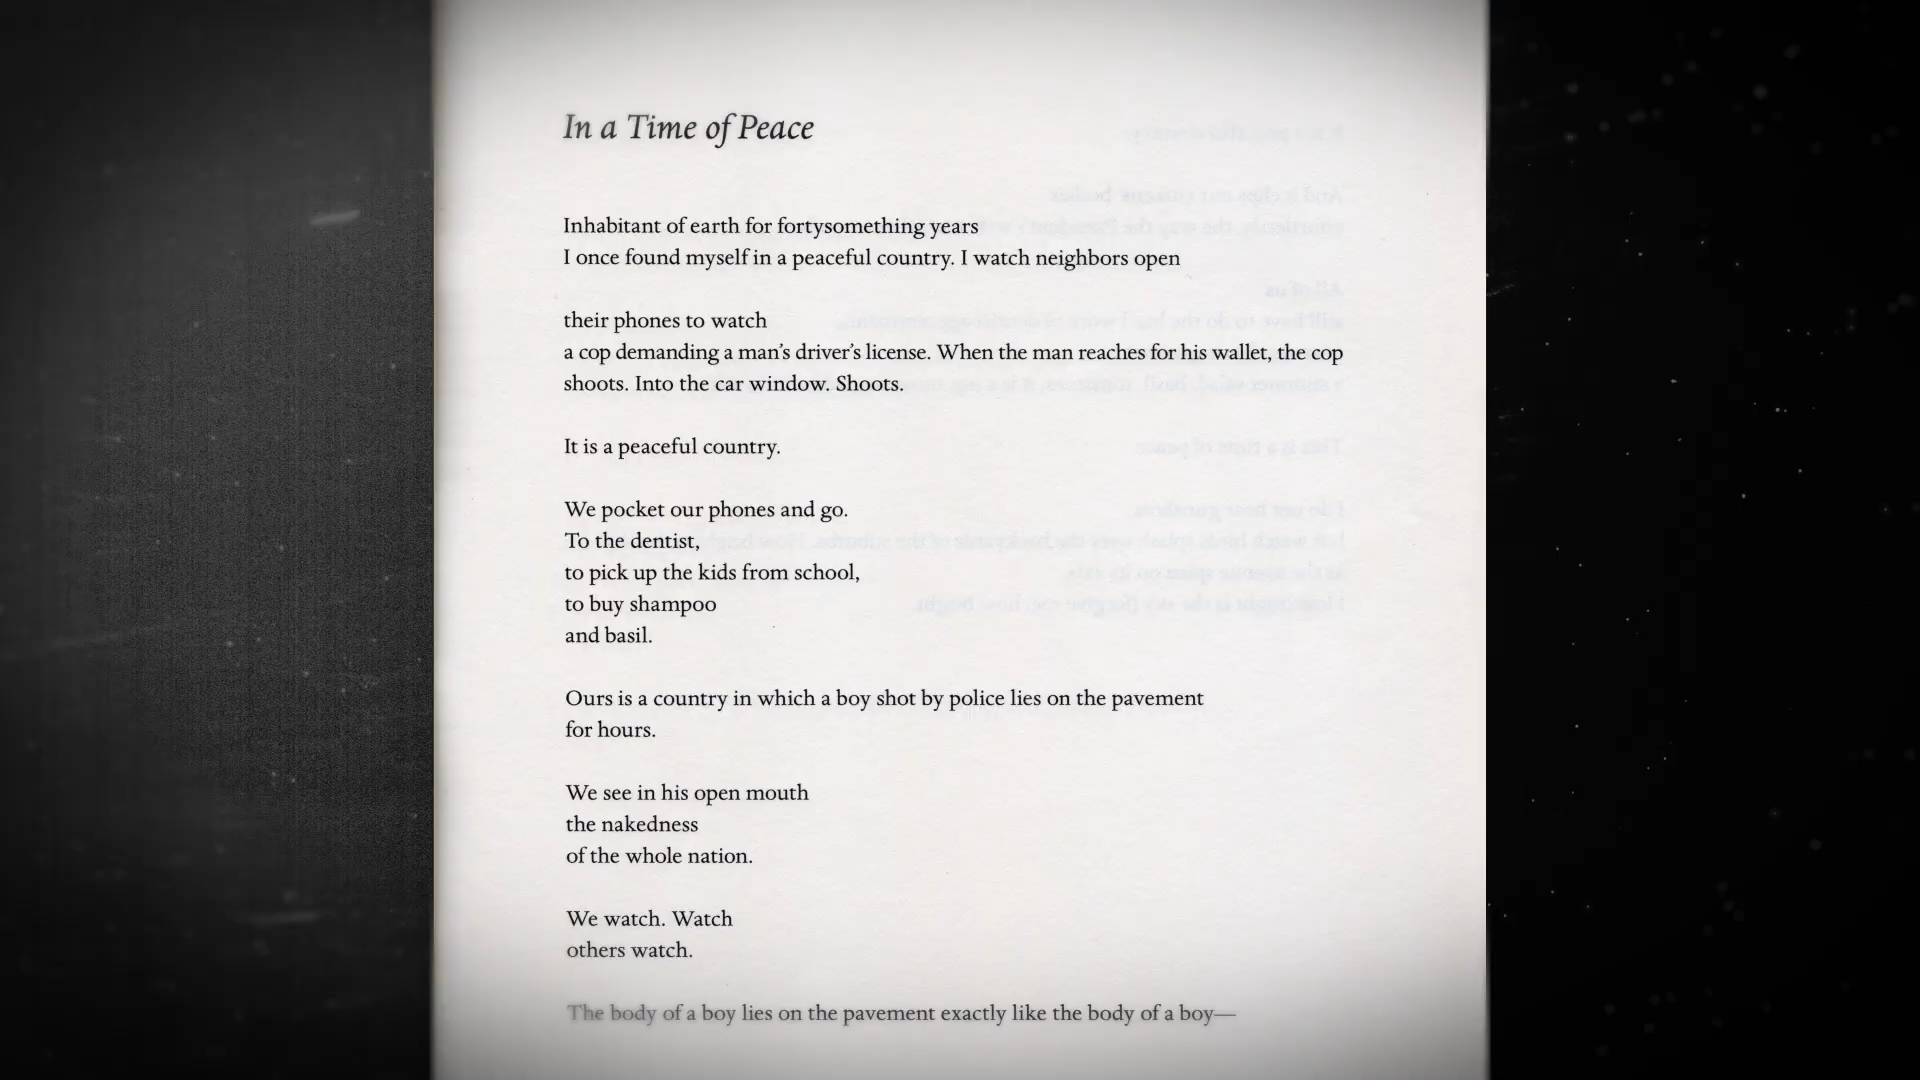 In a Time of Peace
Inhabitant of earth for fortysomething years
I once found myself in a peaceful country. I watch neighbors open
their phones to watch
a cop demanding a man's driver's license. When the man reaches for his wallet, the cop
shoots. Into the car window. Shoots.
It is a peaceful country.
We pocket our phones and go.
To the dentist,
to pick up the kids from school,
to buy shampoo
and basil.
Ours is a country in which a boy shot by police lies on the pavement
for hours.
We see in his open mouth
the nakedness
of the whole nation.
We watch. Watch
others watch.
The body of a boy lies on the pavement exactly like the body of a boy—